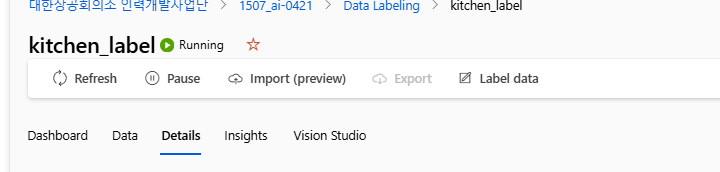 대한상공회의소 인력개발사업단 > 1507_ai-0421 > Data Labeling > kitchen_label
kitchen_label Running
Refresh Pause Import (preview) Export Label data
Dashboard Data Details Insights Vision Studio